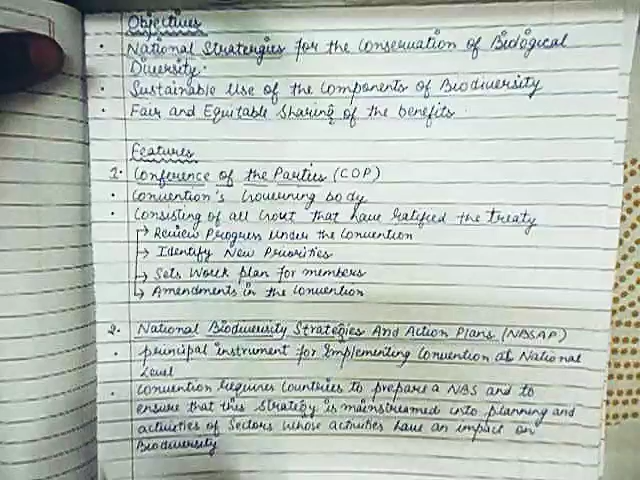 Objectives
• National Stratergies for the Conservation of Biological
Diversity.
• Sustainable Use of the Components of Biodiversity
• Fair and Equitable Sharing of the benefits.
Features
1. Conference of the Parties (COP)
• Convention's Governing body
• Consisting of all Govt that have ratified the treaty
→ Review Progress under the Convention
→ Identify New Priorities
→ Sets Work plan for members
→ Amendments in the Convention
2. National Biodiversity Strategies And Action Plans (NBSAP)
• principal instrument for Implementing Convention at National
Level
• Convention Requires Countries to prepare a NBS and to
ensure that this Strategy is mainstreamed into planning and
activities of Sectors whose activities have an impact on
Biodiversity